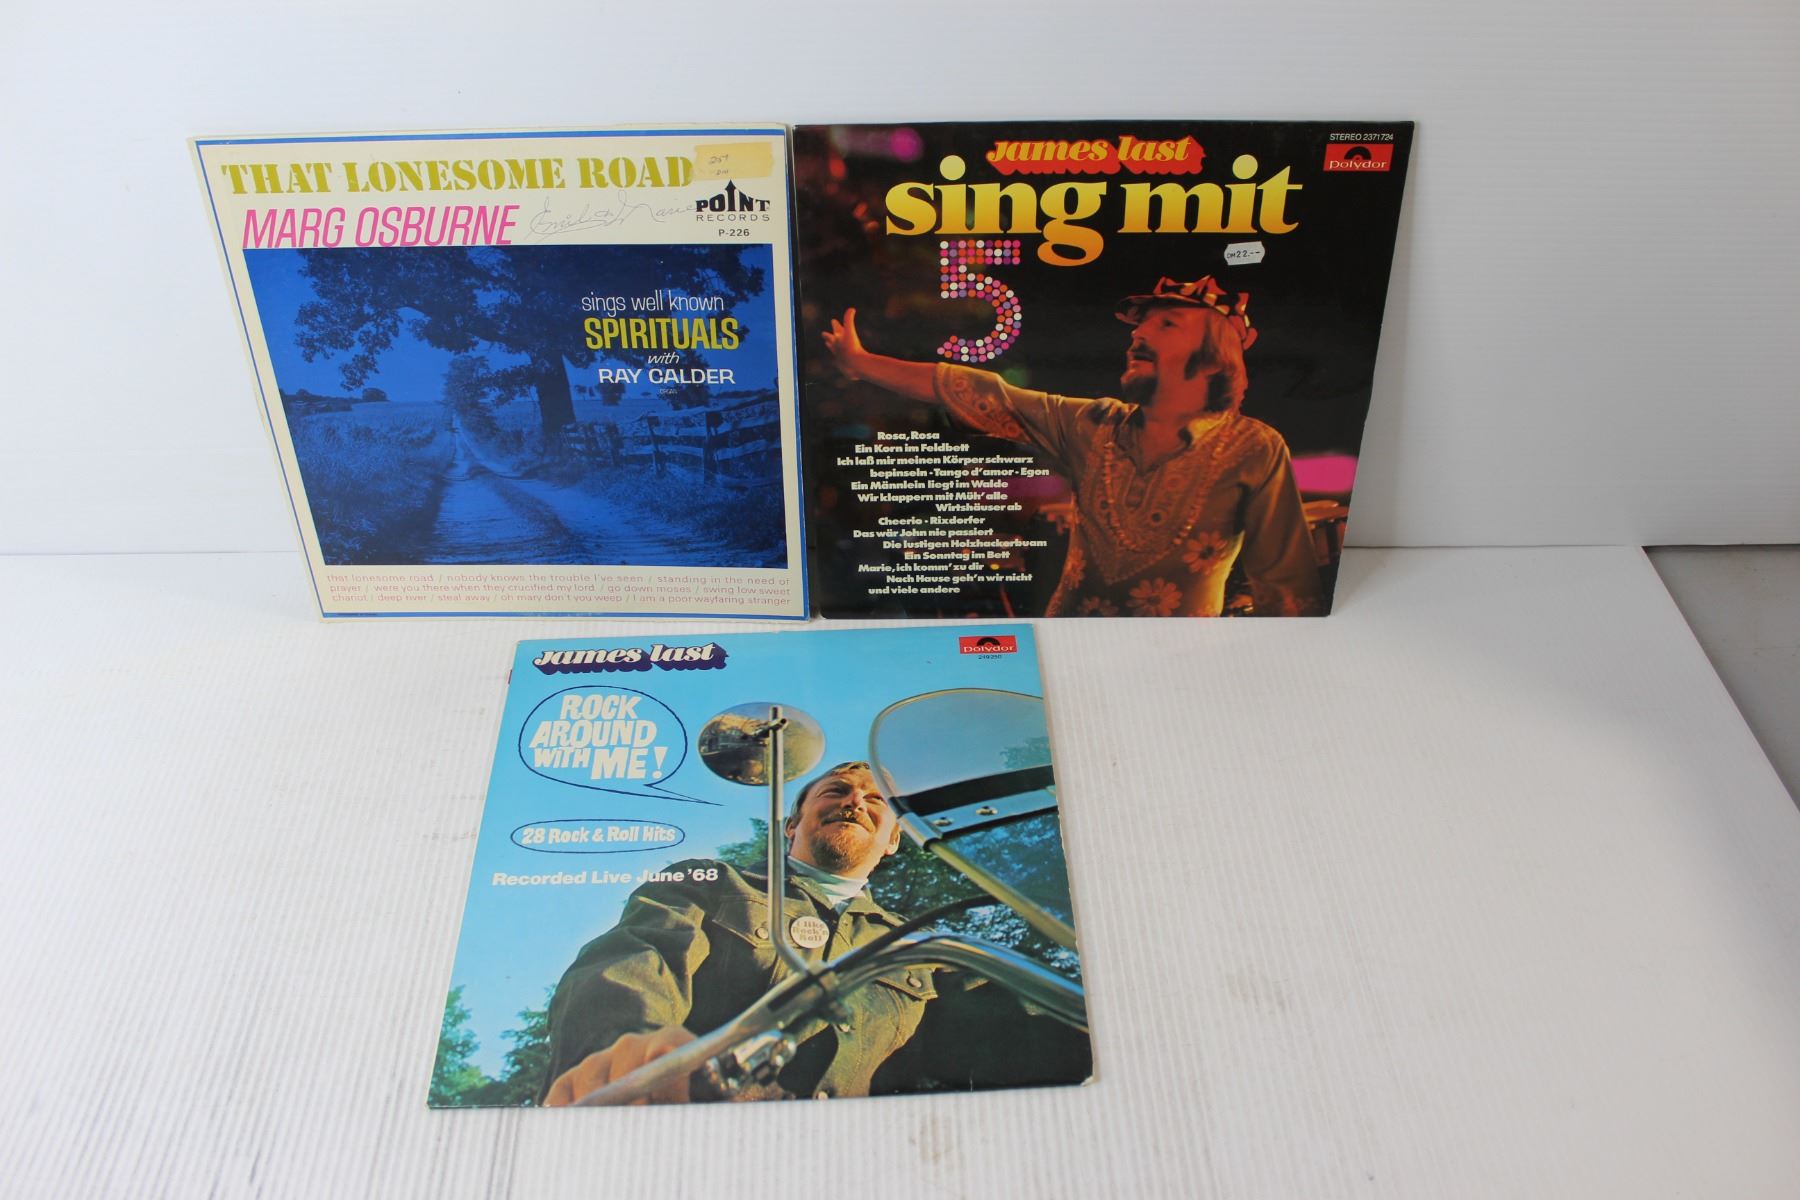 THAT LONESOME ROAD
MARG OSBURNE
POINT
RECORDS
P-226
sings well known
SPIRITUALS
with
RAY CALDER
ORGAN
that lonesome road / nobody knows the trouble I've seen / standing in the need of
prayer / were you there when they crucified my lord / go down moses / swing low sweet
chariot / deep river / steal away / oh mary don't you weep / I am a poor wayfaring stranger
STEREO 2371724
Polydor
james last
sing mit
5
DM22.--
Rosa, Rosa
Ein Korn im Feldbett
Ich laß mir meinen Körper schwarz
bepinseln - Tango d'amor - Egon
Ein Männlein liegt im Walde
Wir klappern mit Müh' alle
Wirtshäuser ab
Cheerio - Rixdorfer
Das wär John nie passiert
Die lustigen Holzhackerbuam
Ein Sonntag im Bett
Marie, ich komm' zu dir
Nach Hause geh'n wir nicht
und viele andere
james last
Polydor
249 250
ROCK
AROUND
WITH ME!
28 Rock & Roll Hits
Recorded Live June '68
I like
Rock'n
Roll